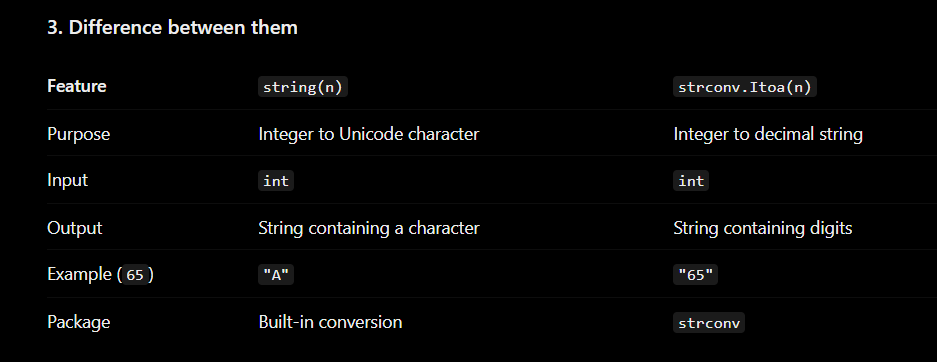 3. Difference between them
Feature string(n) strconv.Itoa(n)
Purpose Integer to Unicode character Integer to decimal string
Input int int
Output String containing a character String containing digits
Example (65) "A" "65"
Package Built-in conversion strconv